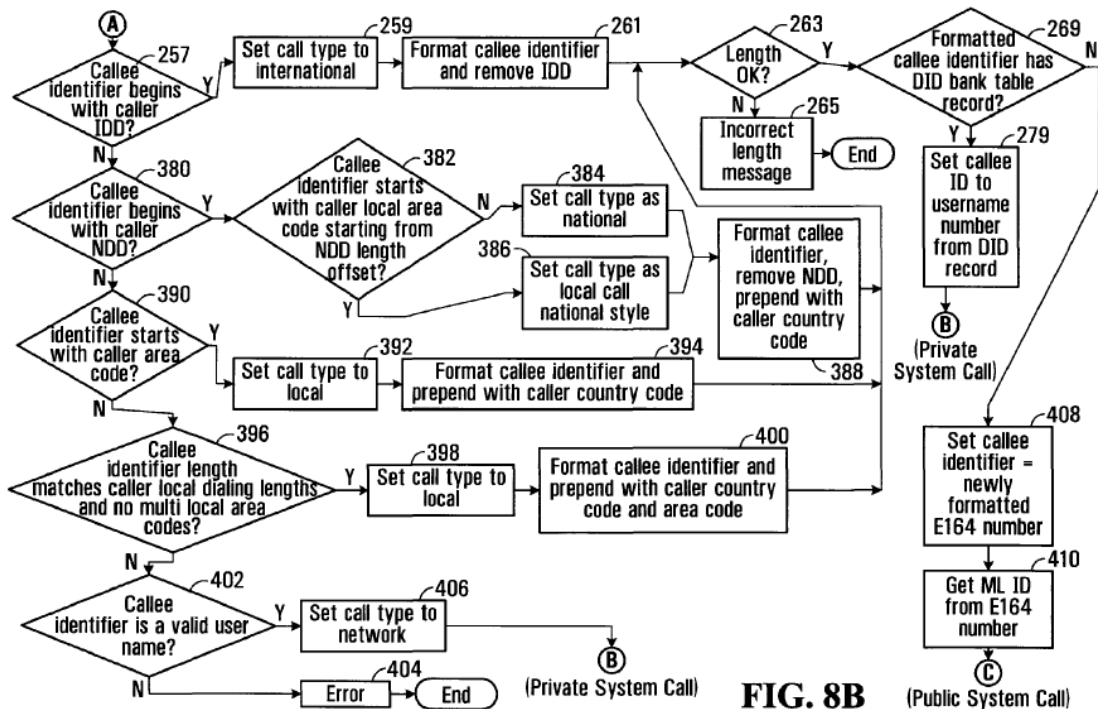 A
257
Callee
identifier begins
with caller
IDD?
Y
N
259
Set call type to
international
261
Format callee identifier
and remove IDD
263
Length
OK?
Y
N
265
Incorrect
length
message
End
269
Formatted
callee identifier has
DID bank table
record?
N
Y
279
Set callee
ID to
username
number
from DID
record
B
(Private
System Call)
380
Callee
identifier begins
with caller
NDD?
Y
N
382
Callee
identifier starts
with caller local area
code starting from
NDD length
offset?
N
Y
384
Set call type as
national
386
Set call type as
local call
national style
Format callee
identifier,
remove NDD,
prepend with
caller country
code
388
390
Callee
identifier starts
with caller area
code?
Y
N
392
Set call type to
local
394
Format callee identifier and
prepend with caller country code
396
Callee
identifier length
matches caller local dialing lengths
and no multi local area
codes?
Y
N
398
Set call type to
local
400
Format callee identifier and
prepend with caller country
code and area code
408
Set callee
identifier =
newly
formatted
E164 number
410
Get ML ID
from E164
number
C
(Public System Call)
402
Callee
identifier is a valid user
name?
Y
N
406
Set call type to
network
B
(Private System Call)
404
Error
End
FIG. 8B